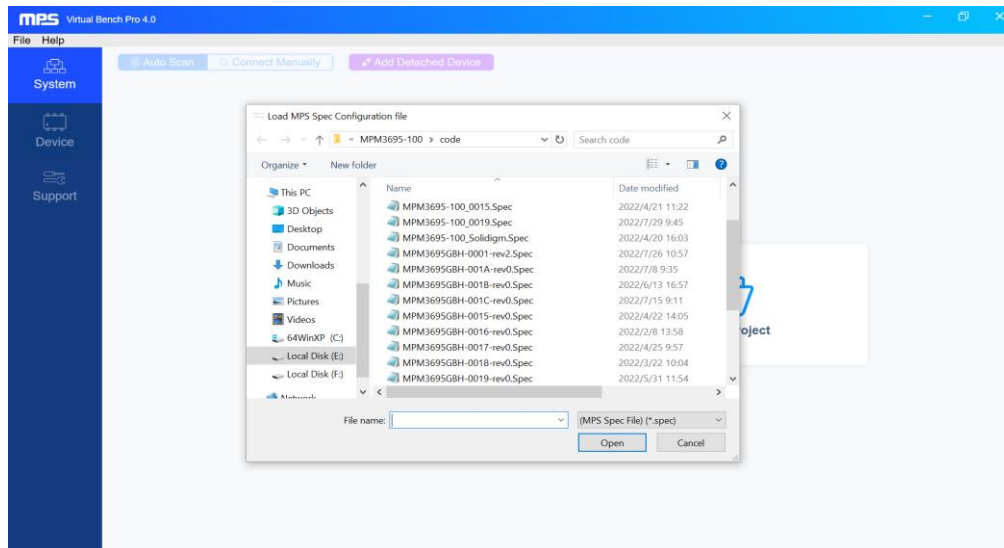 mps Virtual Bench Pro 4.0
File Help
System
Device
Support
Auto Scan Connect Manually Add Detached Device
Load MPS Spec Configuration file
« MPM3695-100 > code Search code
Organize New folder
Name Date modified
This PC
3D Objects
Desktop
Documents
Downloads
Music
Pictures
Videos
64WinXP (C:)
Local Disk (E:)
Local Disk (F:)
Network
MPM3695-100_0015.Spec 2022/4/21 11:22
MPM3695-100_0019.Spec 2022/7/29 9:45
MPM3695-100_Solidigm.Spec 2022/4/20 16:03
MPM3695GBH-0001-rev2.Spec 2022/7/26 10:57
MPM3695GBH-001A-rev0.Spec 2022/7/8 9:35
MPM3695GBH-001B-rev0.Spec 2022/6/13 16:57
MPM3695GBH-001C-rev0.Spec 2022/7/15 9:11
MPM3695GBH-0015-rev0.Spec 2022/4/22 14:05
MPM3695GBH-0016-rev0.Spec 2022/2/8 13:58
MPM3695GBH-0017-rev0.Spec 2022/4/25 9:57
MPM3695GBH-0018-rev0.Spec 2022/3/22 10:04
MPM3695GBH-0019-rev0.Spec 2022/5/31 11:54
oject
File name: (MPS Spec File) (*.spec)
Open Cancel